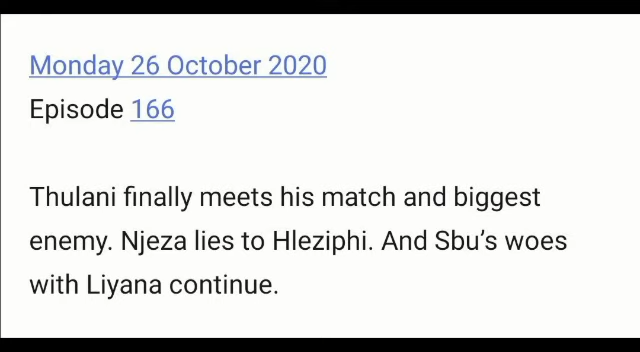 Monday 26 October 2020
Episode 166
Thulani finally meets his match and biggest
enemy. Njeza lies to Hleziphi. And Sbu’s woes
with Liyana continue.